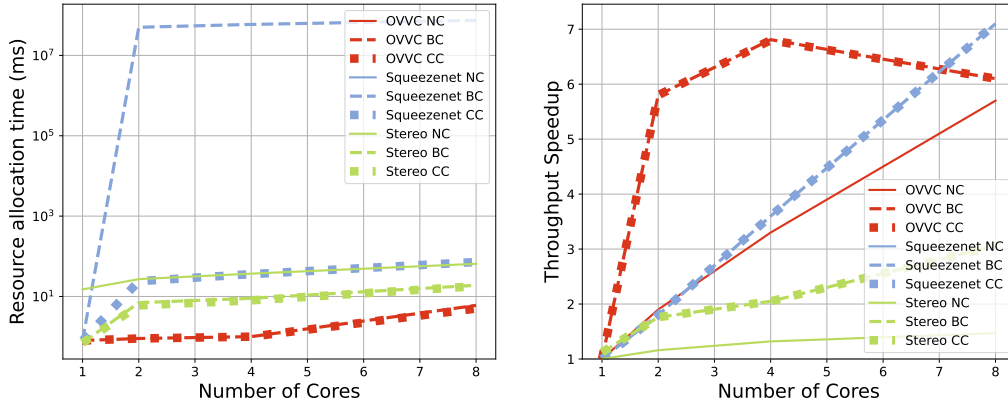 Resource allocation time (ms)
10^7
10^5
10^3
10^1
OVVC NC
OVVC BC
OVVC CC
Squeezenet NC
Squeezenet BC
Squeezenet CC
Stereo NC
Stereo BC
Stereo CC
1 2 3 4 5 6 7 8
Number of Cores
Throughput Speedup
7
6
5
4
3
2
1
OVVC NC
OVVC BC
OVVC CC
Squeezenet NC
Squeezenet BC
Squeezenet CC
Stereo NC
Stereo BC
Stereo CC
1 2 3 4 5 6 7 8
Number of Cores